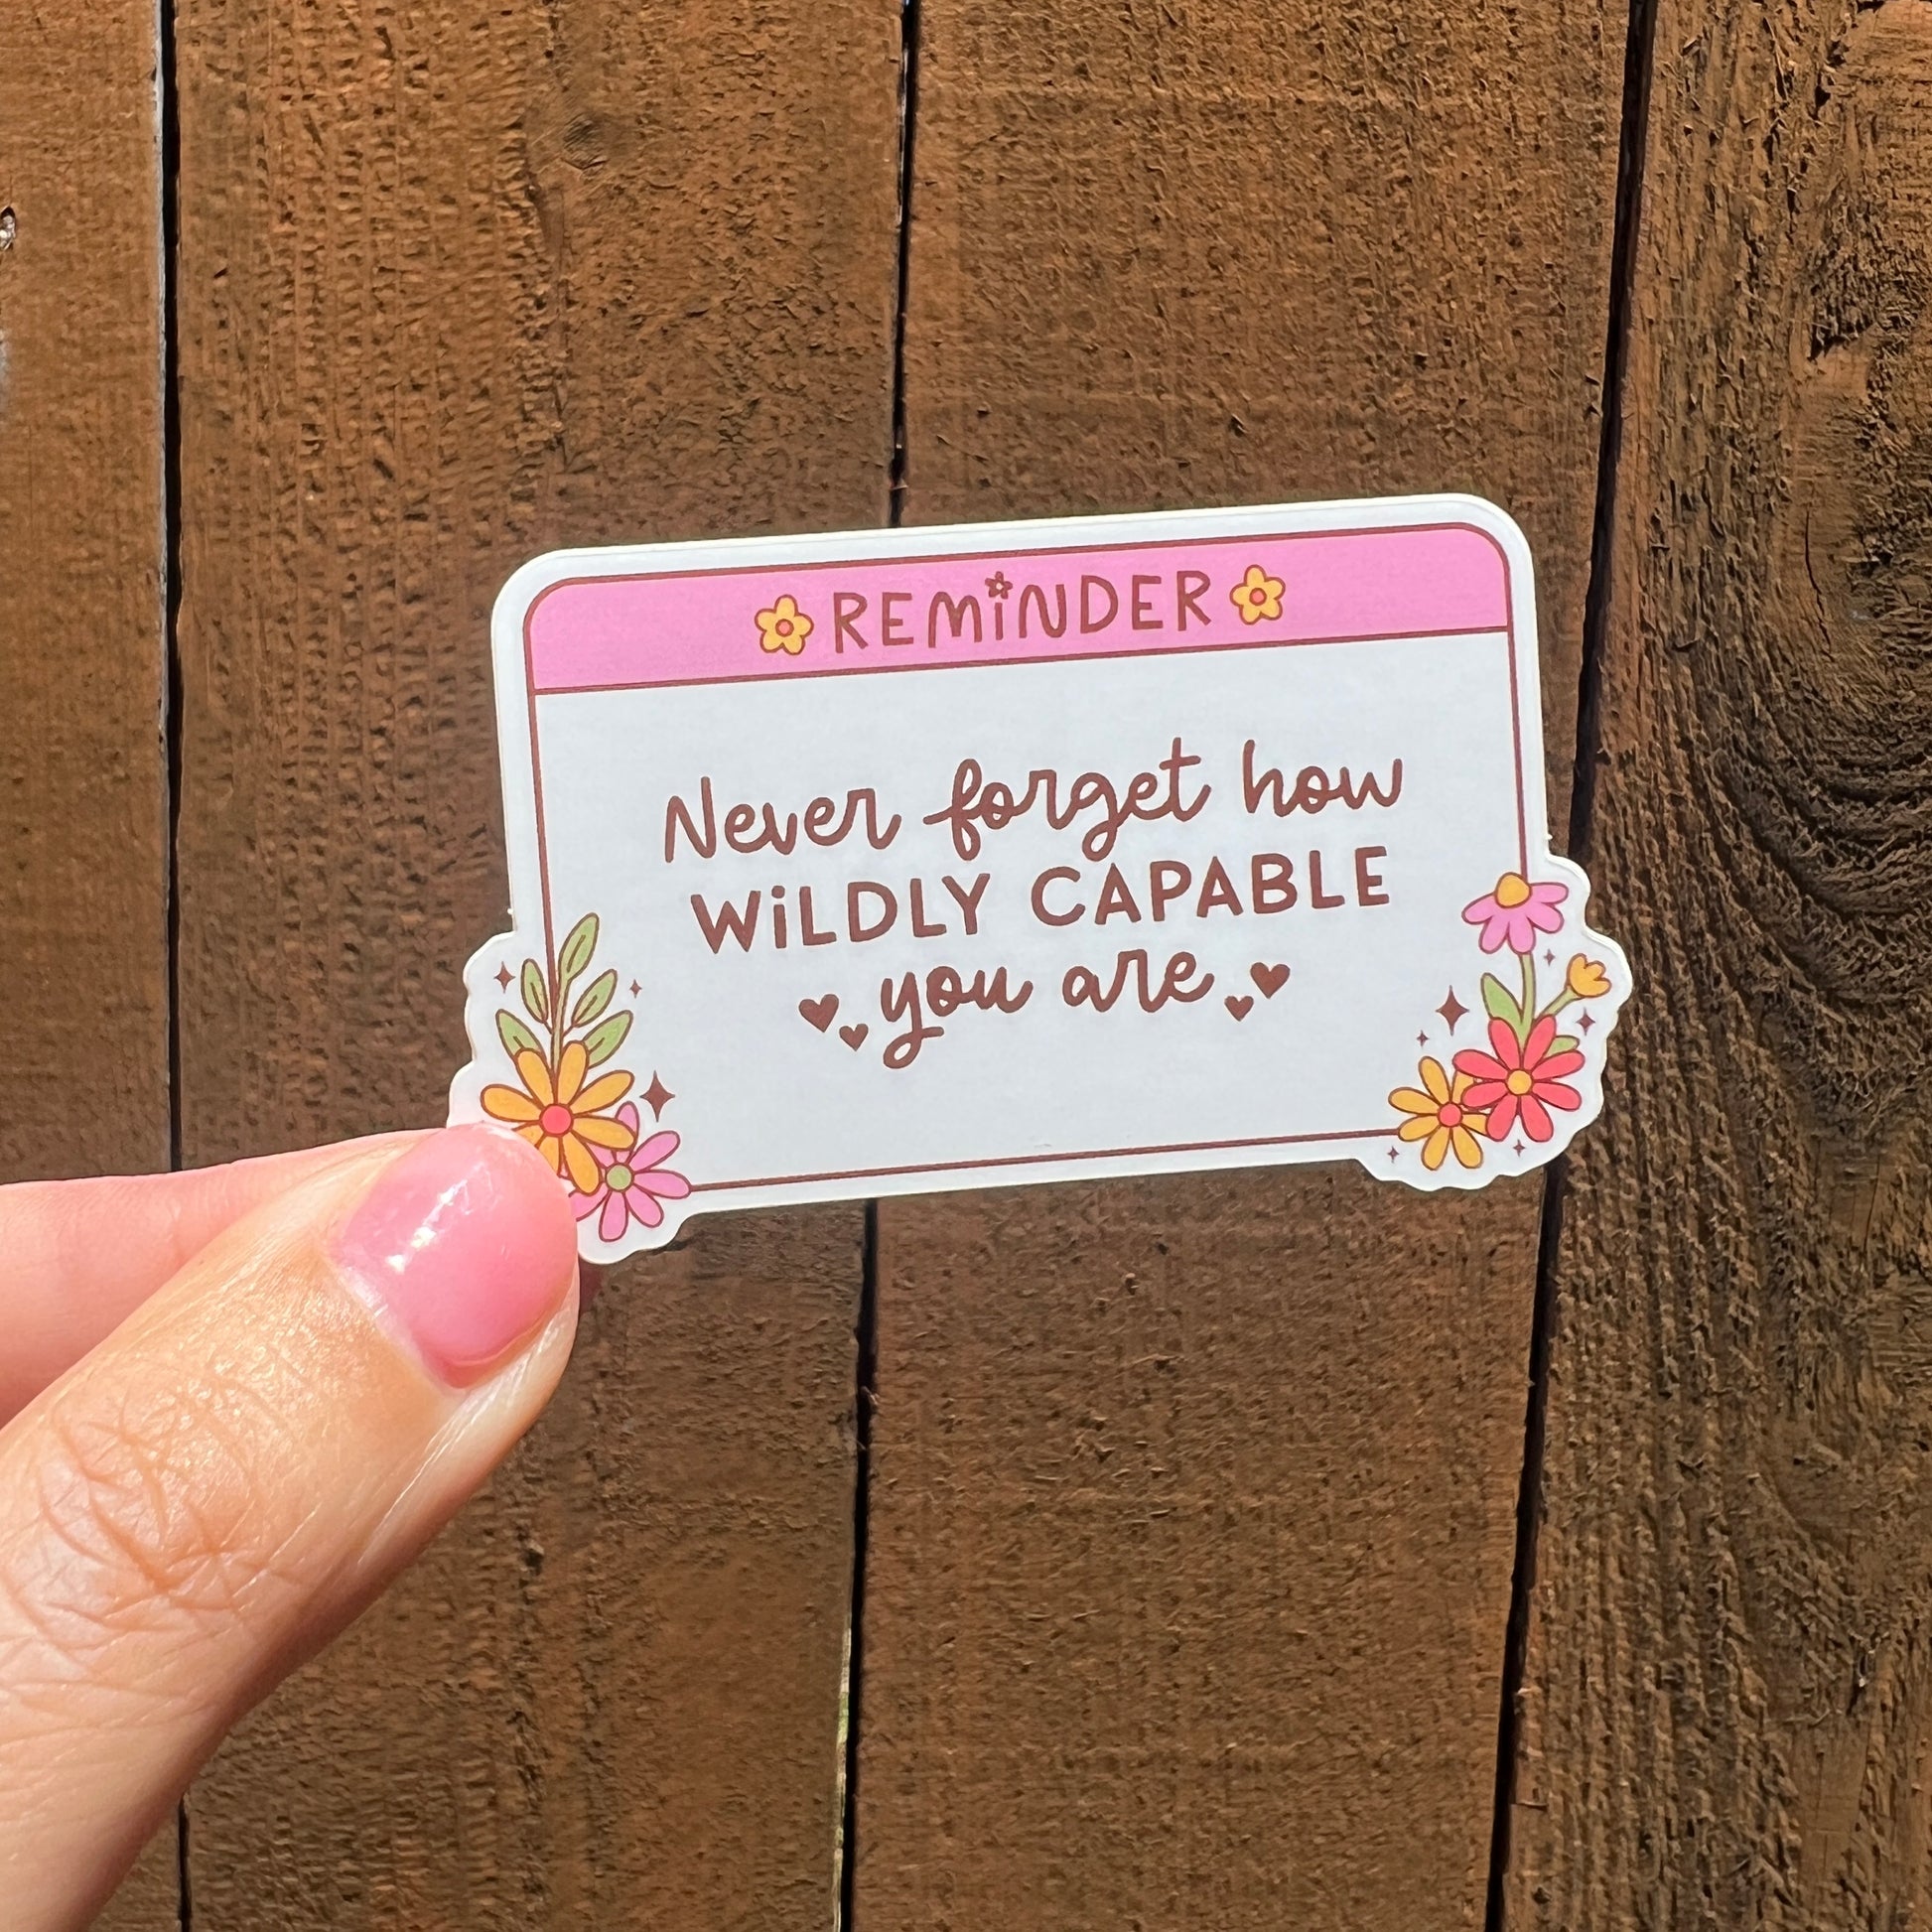 REMiNDER
Never forget how
WiLDLY CAPABLE
you are